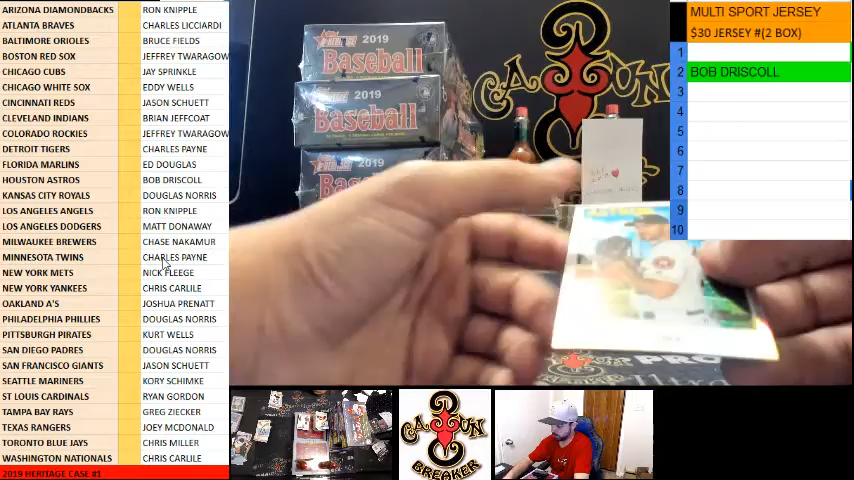 ARIZONA DIAMONDBACKS RON KNIPPLE
ATLANTA BRAVES CHARLES LICCIARDI
BALTIMORE ORIOLES BRUCE FIELDS
BOSTON RED SOX JEFFREY TWARAGOW
CHICAGO CUBS JAY SPRINKLE
CHICAGO WHITE SOX EDDY WELLS
CINCINNATI REDS JASON SCHUETT
CLEVELAND INDIANS BRIAN JEFFCOAT
COLORADO ROCKIES JEFFREY TWARAGOW
DETROIT TIGERS CHARLES PAYNE
FLORIDA MARLINS ED DOUGLAS
HOUSTON ASTROS BOB DRISCOLL
KANSAS CITY ROYALS DOUGLAS NORRIS
LOS ANGELES ANGELS RON KNIPPLE
LOS ANGELES DODGERS MATT DONAWAY
MILWAUKEE BREWERS CHASE NAKAMUR
MINNESOTA TWINS CHARLES PAYNE
NEW YORK METS NICK FLEEGE
NEW YORK YANKEES CHRIS CARLILE
OAKLAND A'S JOSHUA PRENATT
PHILADELPHIA PHILLIES DOUGLAS NORRIS
PITTSBURGH PIRATES KURT WELLS
SAN DIEGO PADRES DOUGLAS NORRIS
SAN FRANCISCO GIANTS JASON SCHUETT
SEATTLE MARINERS KORY SCHIMKE
ST LOUIS CARDINALS RYAN GORDON
TAMPA BAY RAYS GREG ZIECKER
TEXAS RANGERS JOEY MCDONALD
TORONTO BLUE JAYS CHRIS MILLER
WASHINGTON NATIONALS CHRIS CARLILE
2019 HERITAGE CASE #1
2019
Baseball
2019
Baseball
2019
CAJUN
PRO
MULTI SPORT JERSEY
$30 JERSEY #(2 BOX)
1
2 BOB DRISCOLL
3
4
5
6
7
8
9
10
CAJUN
BREAKER